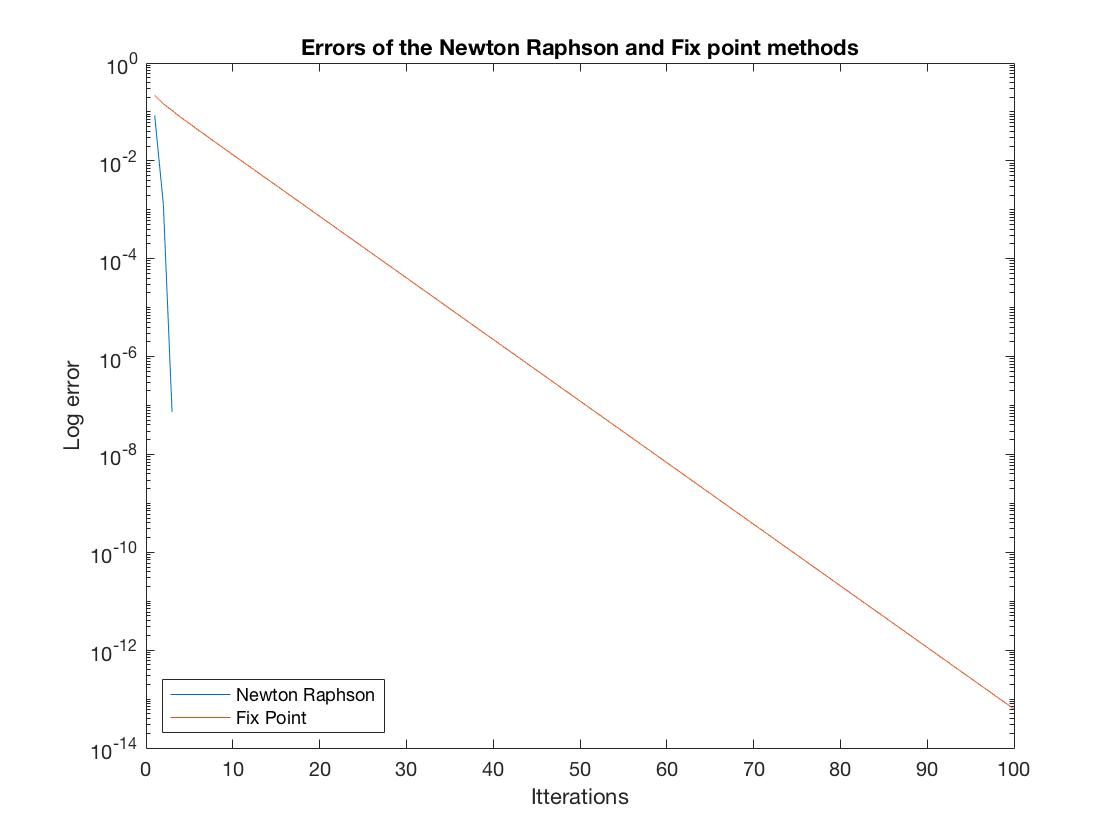 Errors of the Newton Raphson and Fix point methods
10^0
10^-2
10^-4
10^-6
10^-8
10^-10
10^-12
10^-14
Log error
Newton Raphson
Fix Point
0 10 20 30 40 50 60 70 80 90 100
Itterations